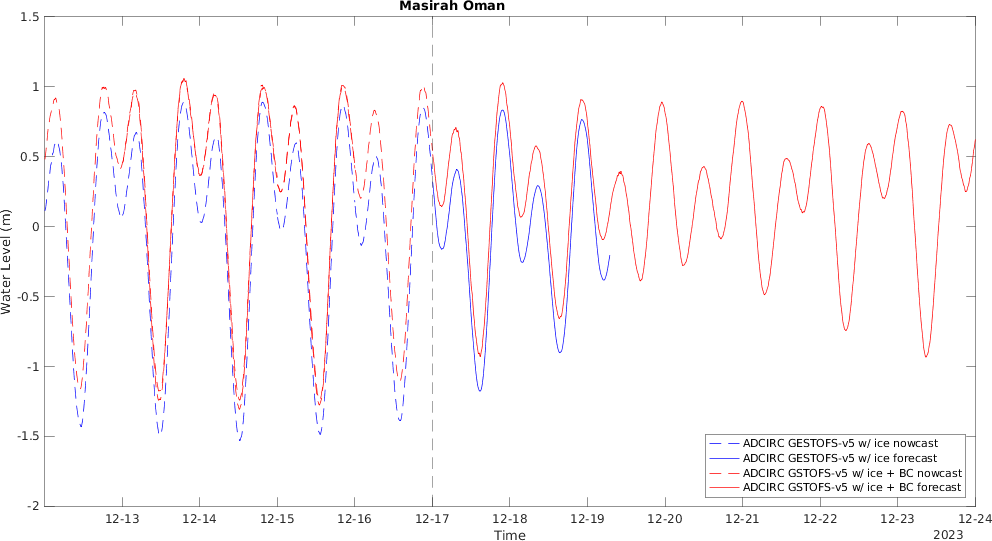 Masirah Oman
1.5
1
0.5
0
-0.5
-1
-1.5
-2
Water Level (m)
12-13 12-14 12-15 12-16 12-17 12-18 12-19 12-20 12-21 12-22 12-23 12-24
Time
2023
ADCIRC GESTOFS-v5 w/ ice nowcast
ADCIRC GESTOFS-v5 w/ ice forecast
ADCIRC GSTOFS-v5 w/ ice + BC nowcast
ADCIRC GSTOFS-v5 w/ ice + BC forecast